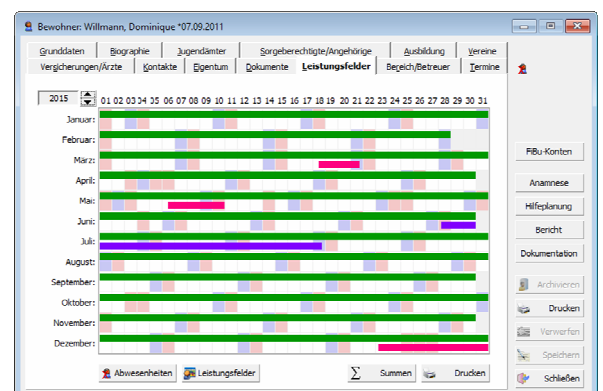 Bewohner: Willmann, Dominique *07.09.2011
Grunddaten Biographie Jugendämter Sorgeberechtigte/Angehörige Ausbildung Vereine
Versicherungen/Ärzte Kontakte Eigentum Dokumente Leistungsfelder Bereich/Betreuer Termine
2015 01 02 03 04 05 06 07 08 09 10 11 12 13 14 15 16 17 18 19 20 21 22 23 24 25 26 27 28 29 30 31
Januar:
Februar:
März:
April:
Mai:
Juni:
Juli:
August:
September:
Oktober:
November:
Dezember:
FiBu-Konten
Anamnese
Hilfeplanung
Bericht
Dokumentation
Archivieren
Drucken
Verwerfen
Speichern
Schließen
Abwesenheiten Leistungsfelder Σ Summen Drucken